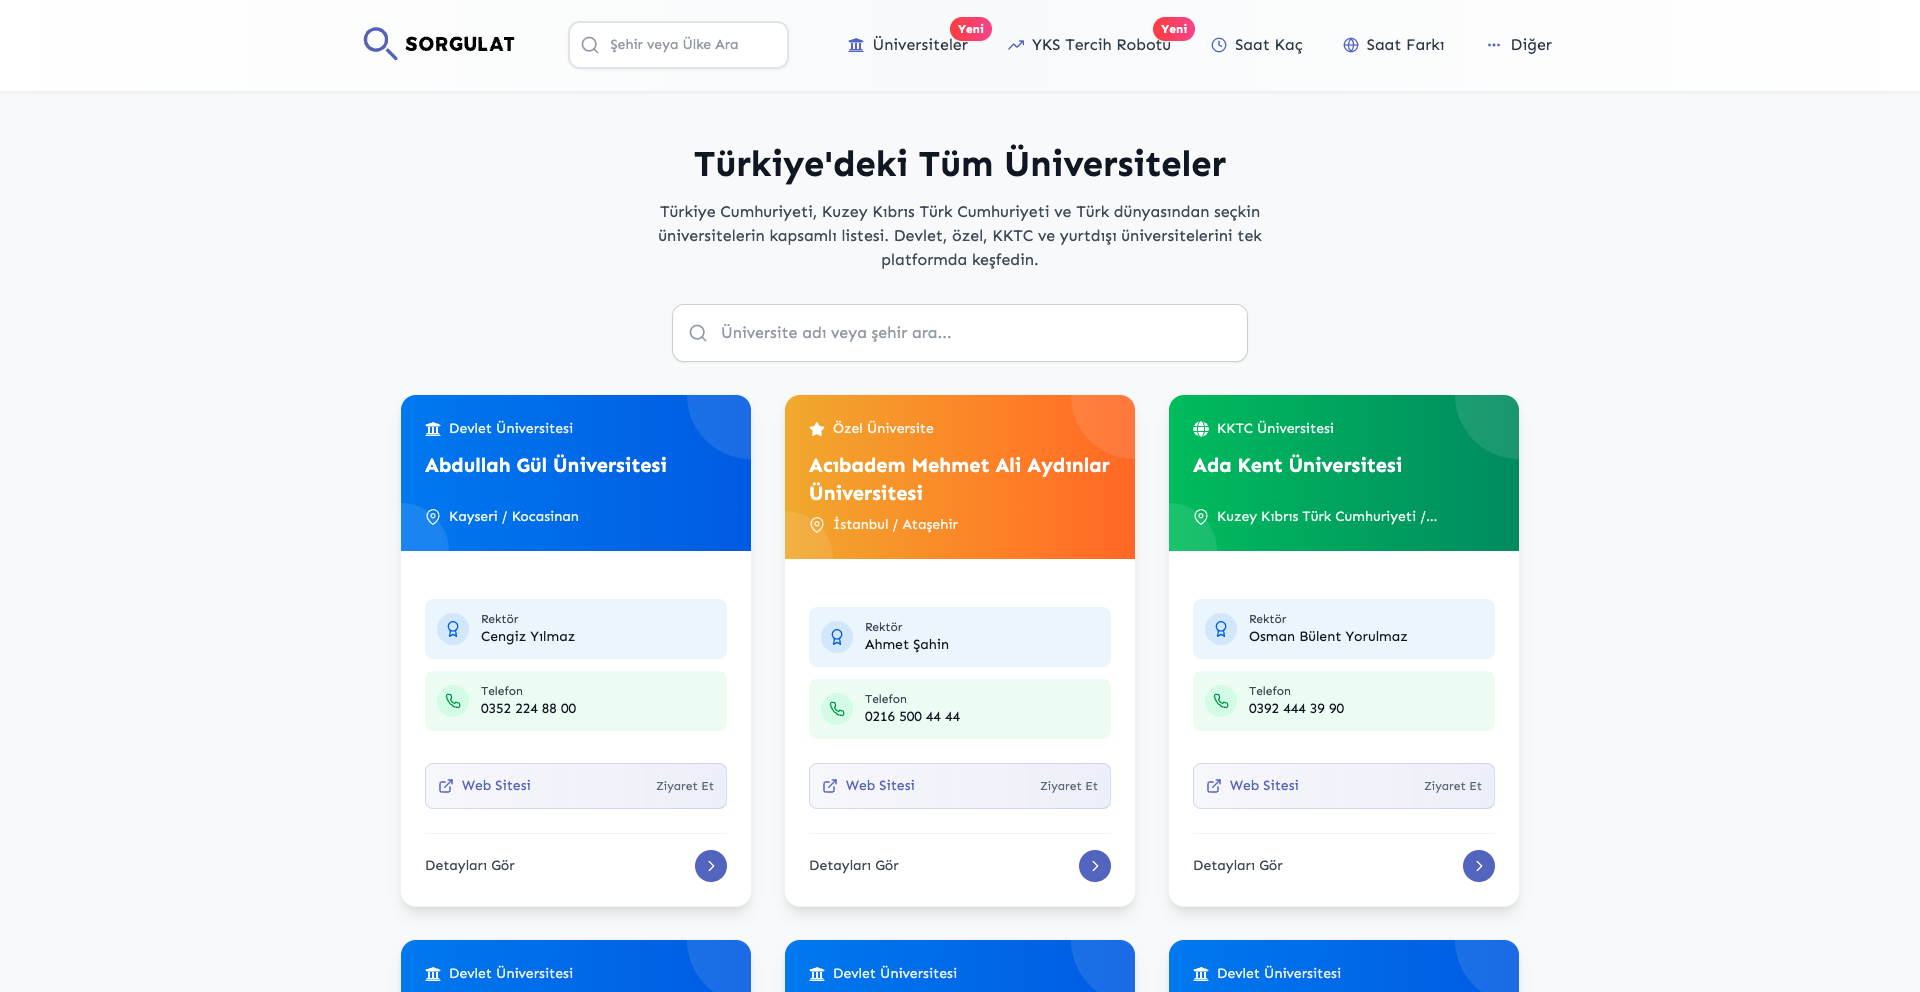 SORGULAT
Şehir veya Ülke Ara
Üniversiteler
Yeni
YKS Tercih Robotu
Yeni
Saat Kaç
Saat Farkı
Diğer
Türkiye'deki Tüm Üniversiteler
Türkiye Cumhuriyeti, Kuzey Kıbrıs Türk Cumhuriyeti ve Türk dünyasından seçkin
üniversitelerin kapsamlı listesi. Devlet, özel, KKTC ve yurtdışı üniversitelerini tek
platformda keşfedin.
Üniversite adı veya şehir ara...
Devlet Üniversitesi
Abdullah Gül Üniversitesi
Kayseri / Kocasinan
Rektör
Cengiz Yılmaz
Telefon
0352 224 88 00
Web Sitesi
Ziyaret Et
Detayları Gör
Özel Üniversite
Acıbadem Mehmet Ali Aydınlar
Üniversitesi
İstanbul / Ataşehir
Rektör
Ahmet Şahin
Telefon
0216 500 44 44
Web Sitesi
Ziyaret Et
Detayları Gör
KKTC Üniversitesi
Ada Kent Üniversitesi
Kuzey Kıbrıs Türk Cumhuriyeti /...
Rektör
Osman Bülent Yorulmaz
Telefon
0392 444 39 90
Web Sitesi
Ziyaret Et
Detayları Gör
Devlet Üniversitesi
Devlet Üniversitesi
Devlet Üniversitesi